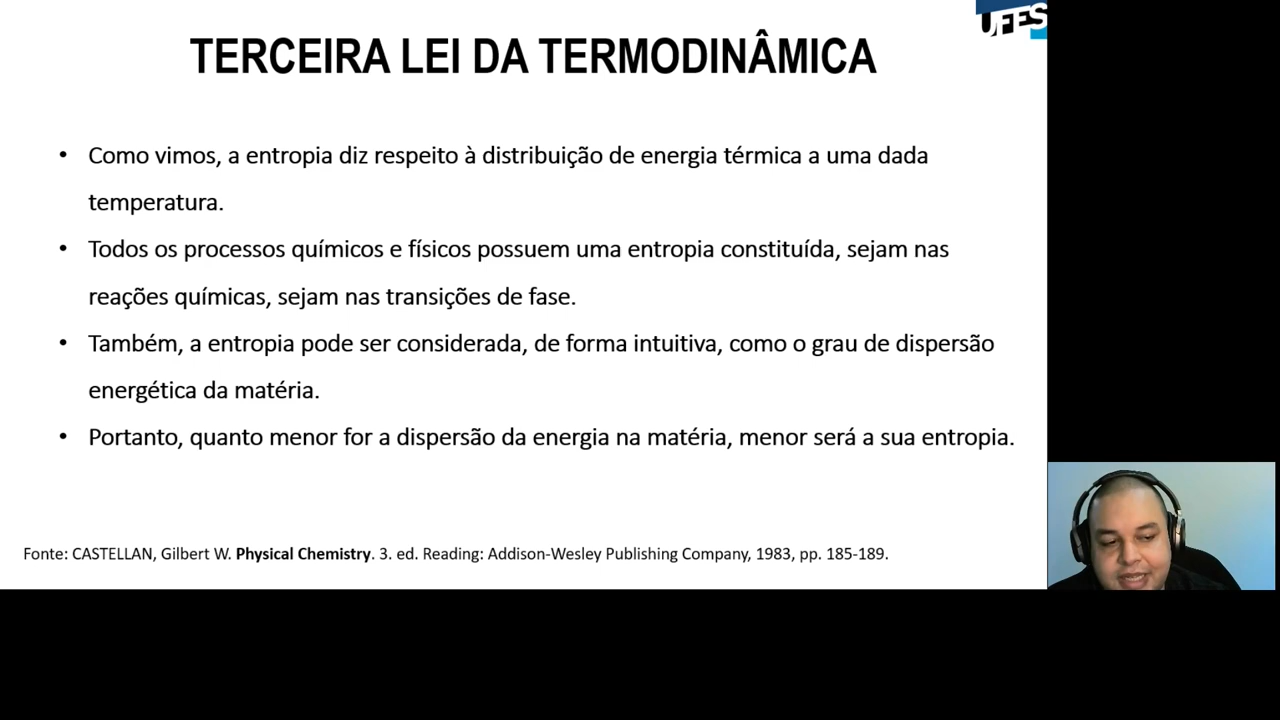 UFES
TERCEIRA LEI DA TERMODINÂMICA
• Como vimos, a entropia diz respeito à distribuição de energia térmica a uma dada
temperatura.
• Todos os processos químicos e físicos possuem uma entropia constituída, sejam nas
reações químicas, sejam nas transições de fase.
• Também, a entropia pode ser considerada, de forma intuitiva, como o grau de dispersão
energética da matéria.
• Portanto, quanto menor for a dispersão da energia na matéria, menor será a sua entropia.
Fonte: CASTELLAN, Gilbert W. Physical Chemistry. 3. ed. Reading: Addison-Wesley Publishing Company, 1983, pp. 185-189.